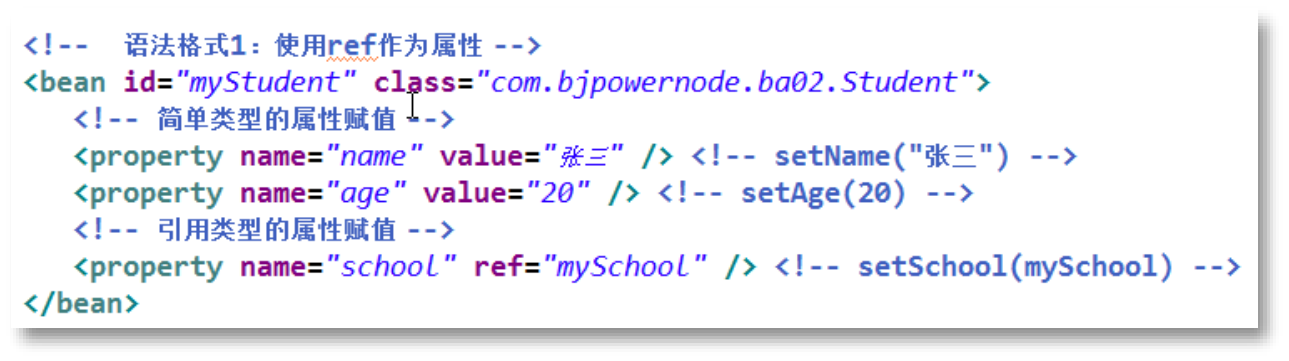 <!--  语法格式1：使用ref作为属性 -->
<bean id="myStudent" class="com.bjpowernode.ba02.Student">
   <!-- 简单类型的属性赋值 -->
   <property name="name" value="张三" /> <!-- setName("张三") -->
   <property name="age" value="20" /> <!-- setAge(20) -->
   <!-- 引用类型的属性赋值 -->
   <property name="school" ref="mySchool" /> <!-- setSchool(mySchool) -->
</bean>